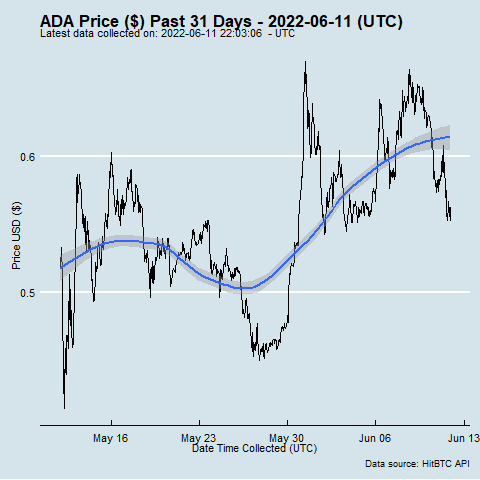 ADA Price ($) Past 31 Days - 2022-06-11 (UTC)
Latest data collected on: 2022-06-11 22:03:06 - UTC
Price USD ($)
0.6
0.5
May 16 May 23 May 30 Jun 06 Jun 13
Date Time Collected (UTC)
Data source: HitBTC API